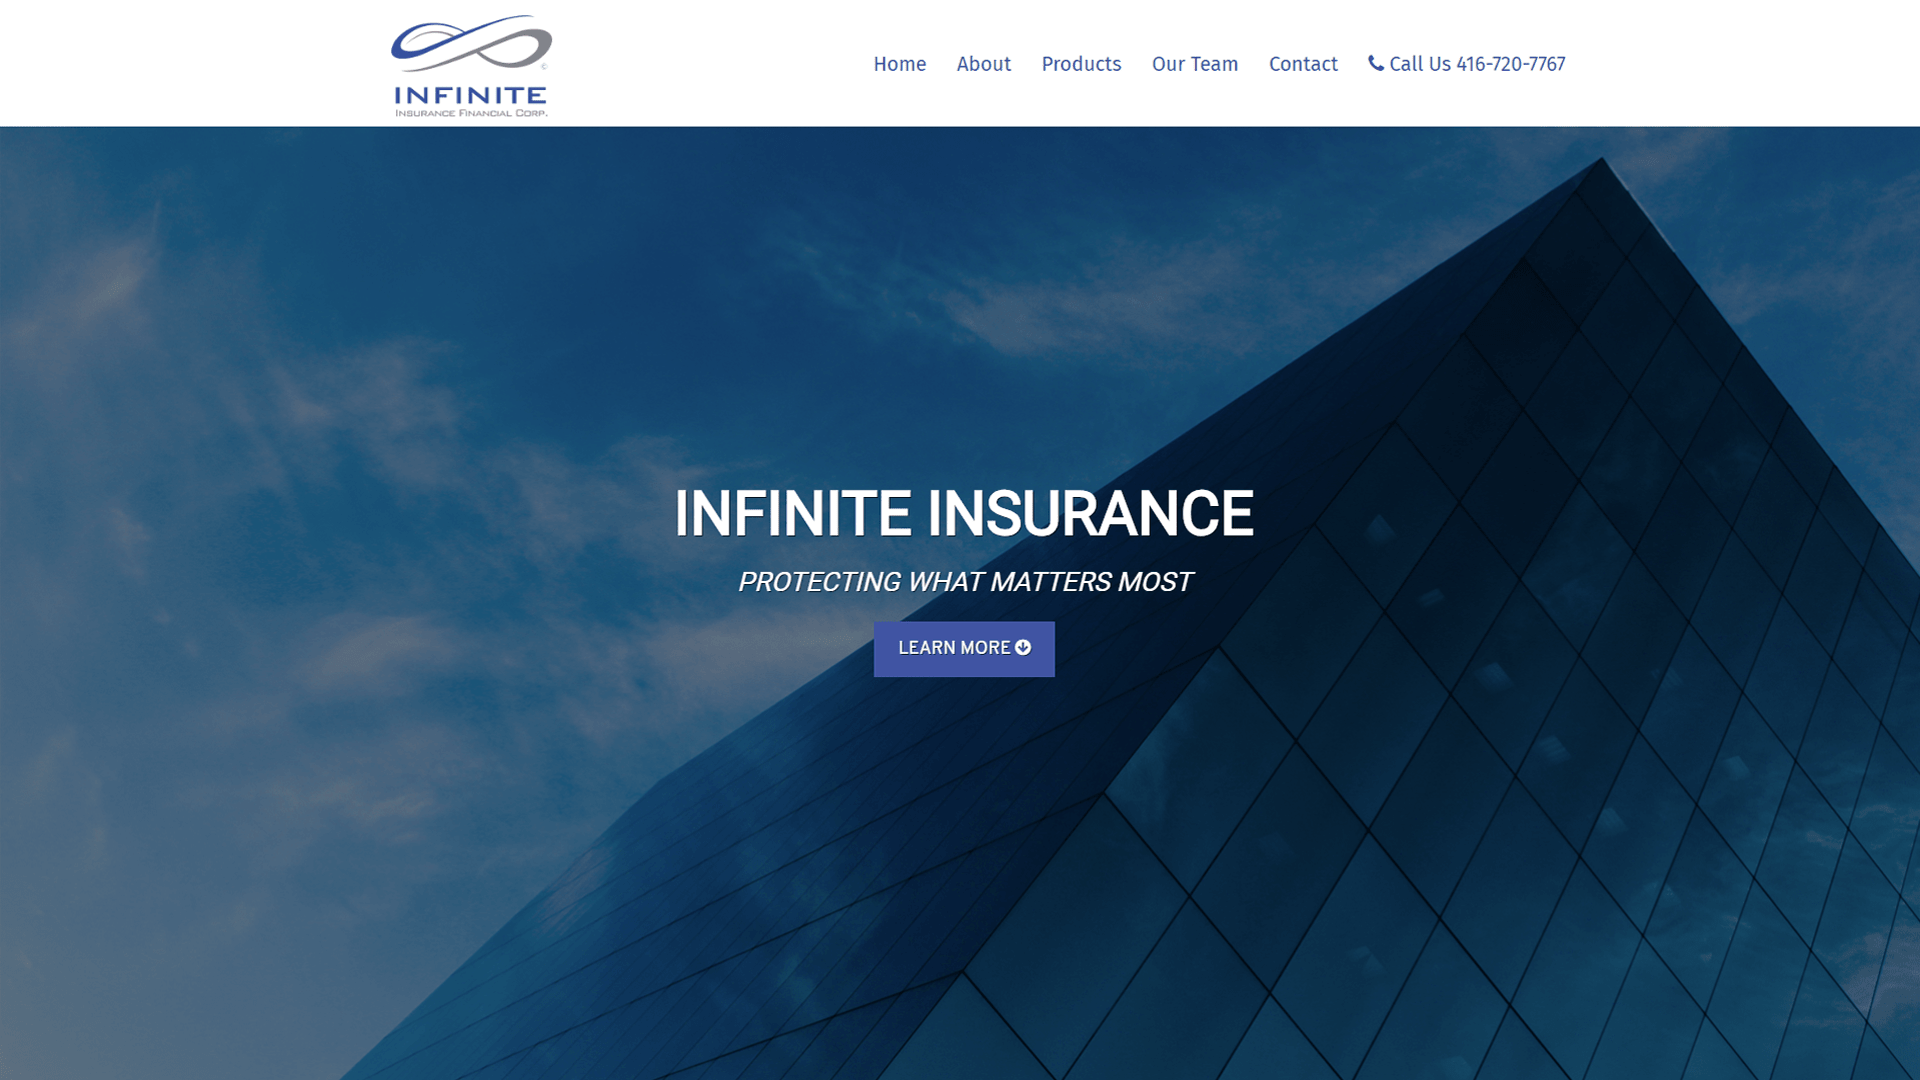 INFINITE
INSURANCE FINANCIAL CORP.
Home About Products Our Team Contact Call Us 416-720-7767
INFINITE INSURANCE
PROTECTING WHAT MATTERS MOST
LEARN MORE